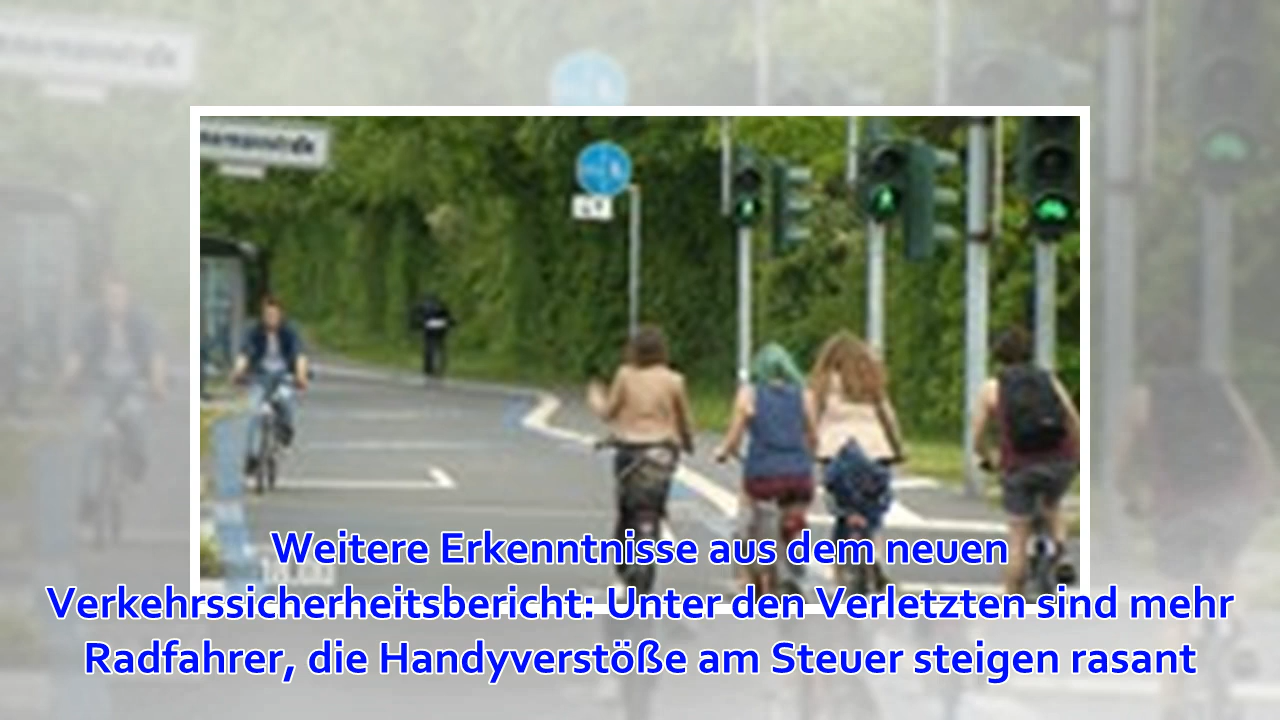 Weitere Erkenntnisse aus dem neuen
Verkehrssicherheitsbericht: Unter den Verletzten sind mehr
Radfahrer, die Handyverstöße am Steuer steigen rasant